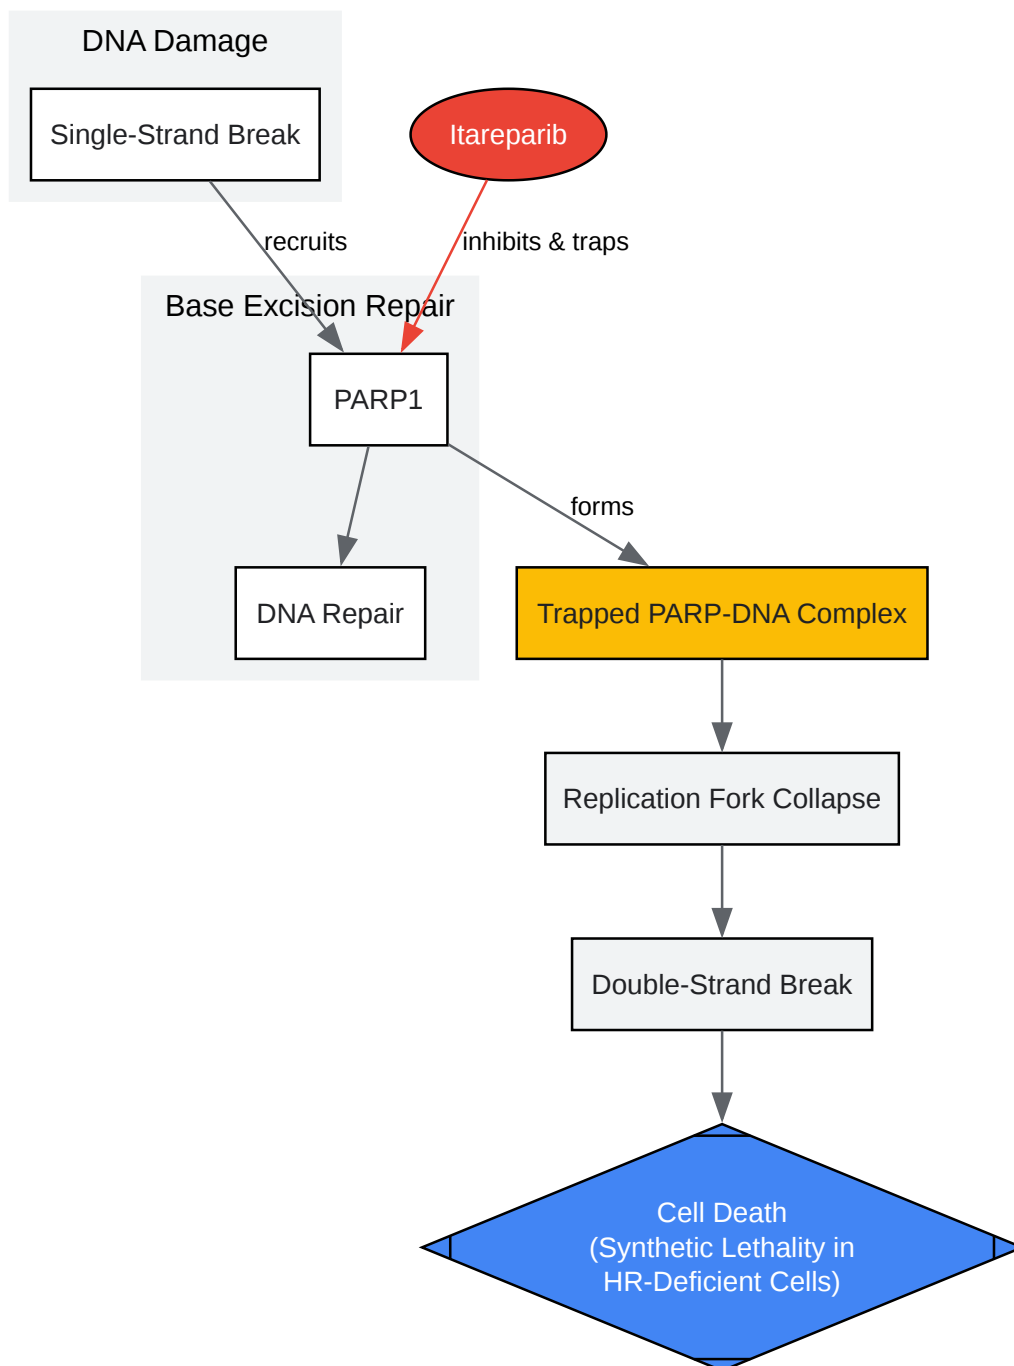 DNA Damage
Single-Strand Break
Itareparib
recruits
inhibits & traps
Base Excision Repair
PARP1
forms
DNA Repair
Trapped PARP-DNA Complex
Replication Fork Collapse
Double-Strand Break
Cell Death
(Synthetic Lethality in
HR-Deficient Cells)